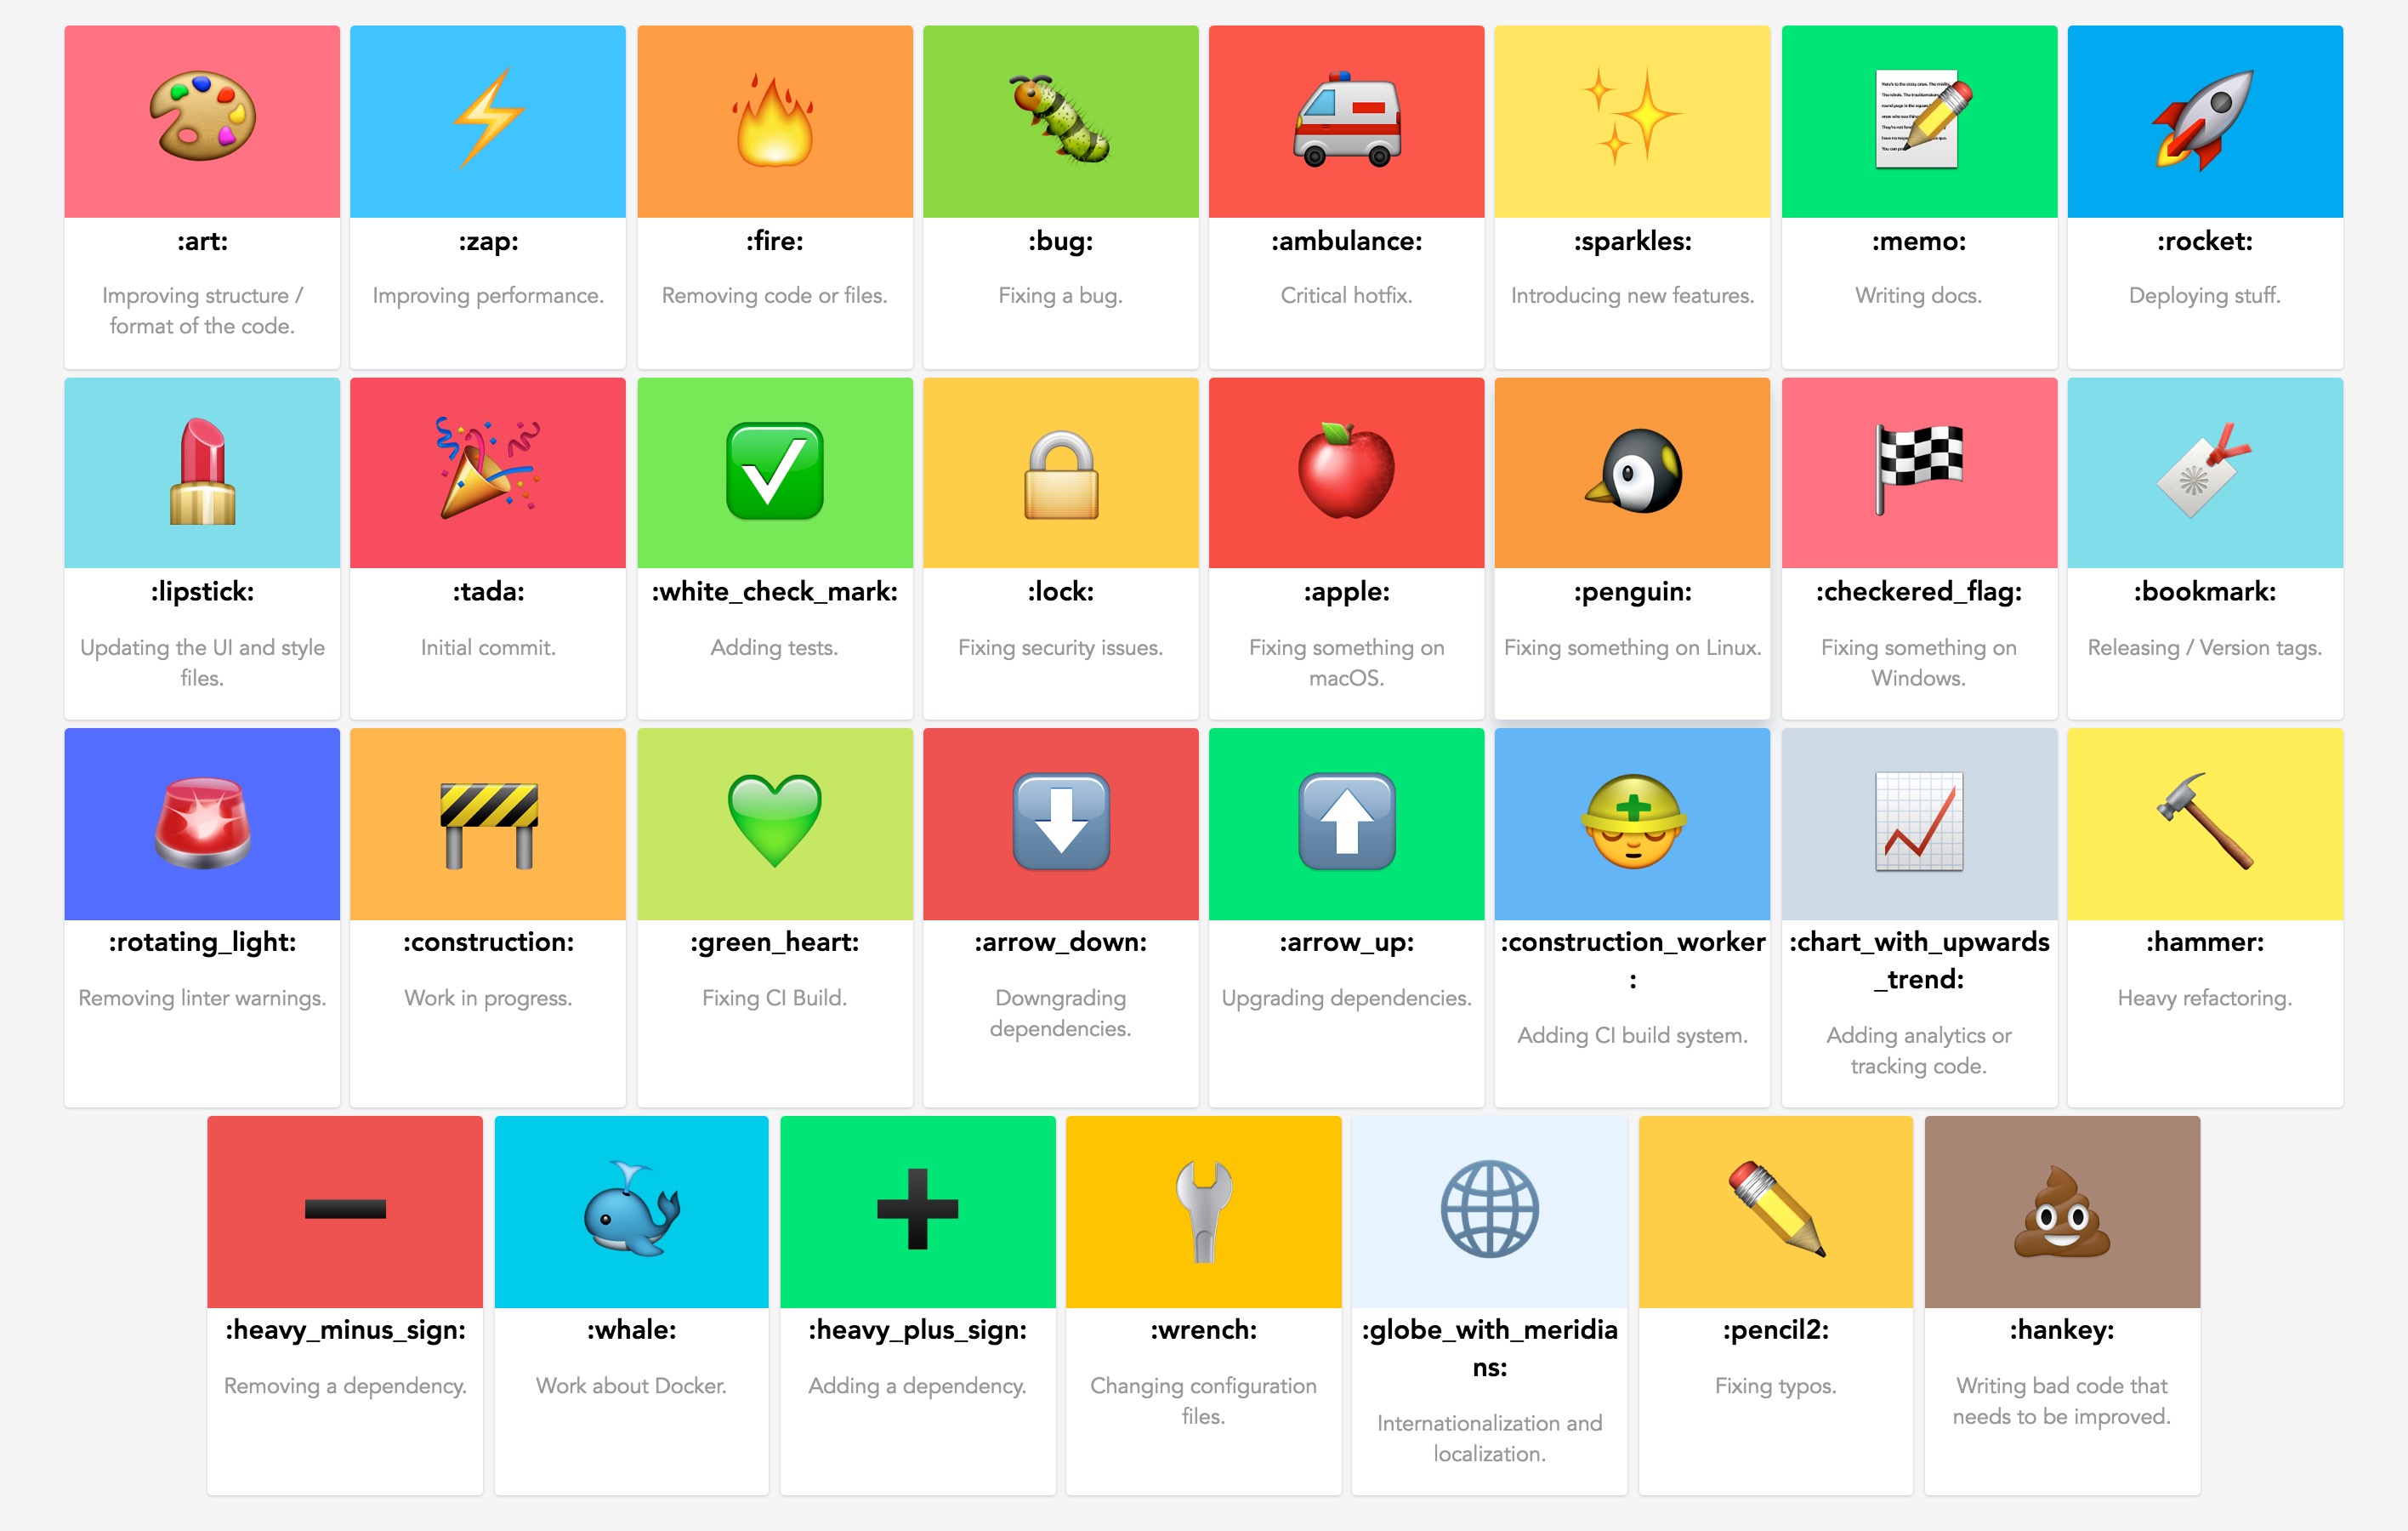 :art:
Improving structure /
format of the code.
:zap:
Improving performance.
:fire:
Removing code or files.
:bug:
Fixing a bug.
:ambulance:
Critical hotfix.
:sparkles:
Introducing new features.
:memo:
Writing docs.
:rocket:
Deploying stuff.
:lipstick:
Updating the UI and style
files.
:tada:
Initial commit.
:white_check_mark:
Adding tests.
:lock:
Fixing security issues.
:apple:
Fixing something on
macOS.
:penguin:
Fixing something on Linux.
:checkered_flag:
Fixing something on
Windows.
:bookmark:
Releasing / Version tags.
:rotating_light:
Removing linter warnings.
:construction:
Work in progress.
:green_heart:
Fixing CI Build.
:arrow_down:
Downgrading
dependencies.
:arrow_up:
Upgrading dependencies.
:construction_worker
:
Adding CI build system.
:chart_with_upwards
_trend:
Adding analytics or
tracking code.
:hammer:
Heavy refactoring.
:heavy_minus_sign:
Removing a dependency.
:whale:
Work about Docker.
:heavy_plus_sign:
Adding a dependency.
:wrench:
Changing configuration
files.
:globe_with_meridia
ns:
Internationalization and
localization.
:pencil2:
Fixing typos.
:hankey:
Writing bad code that
needs to be improved.